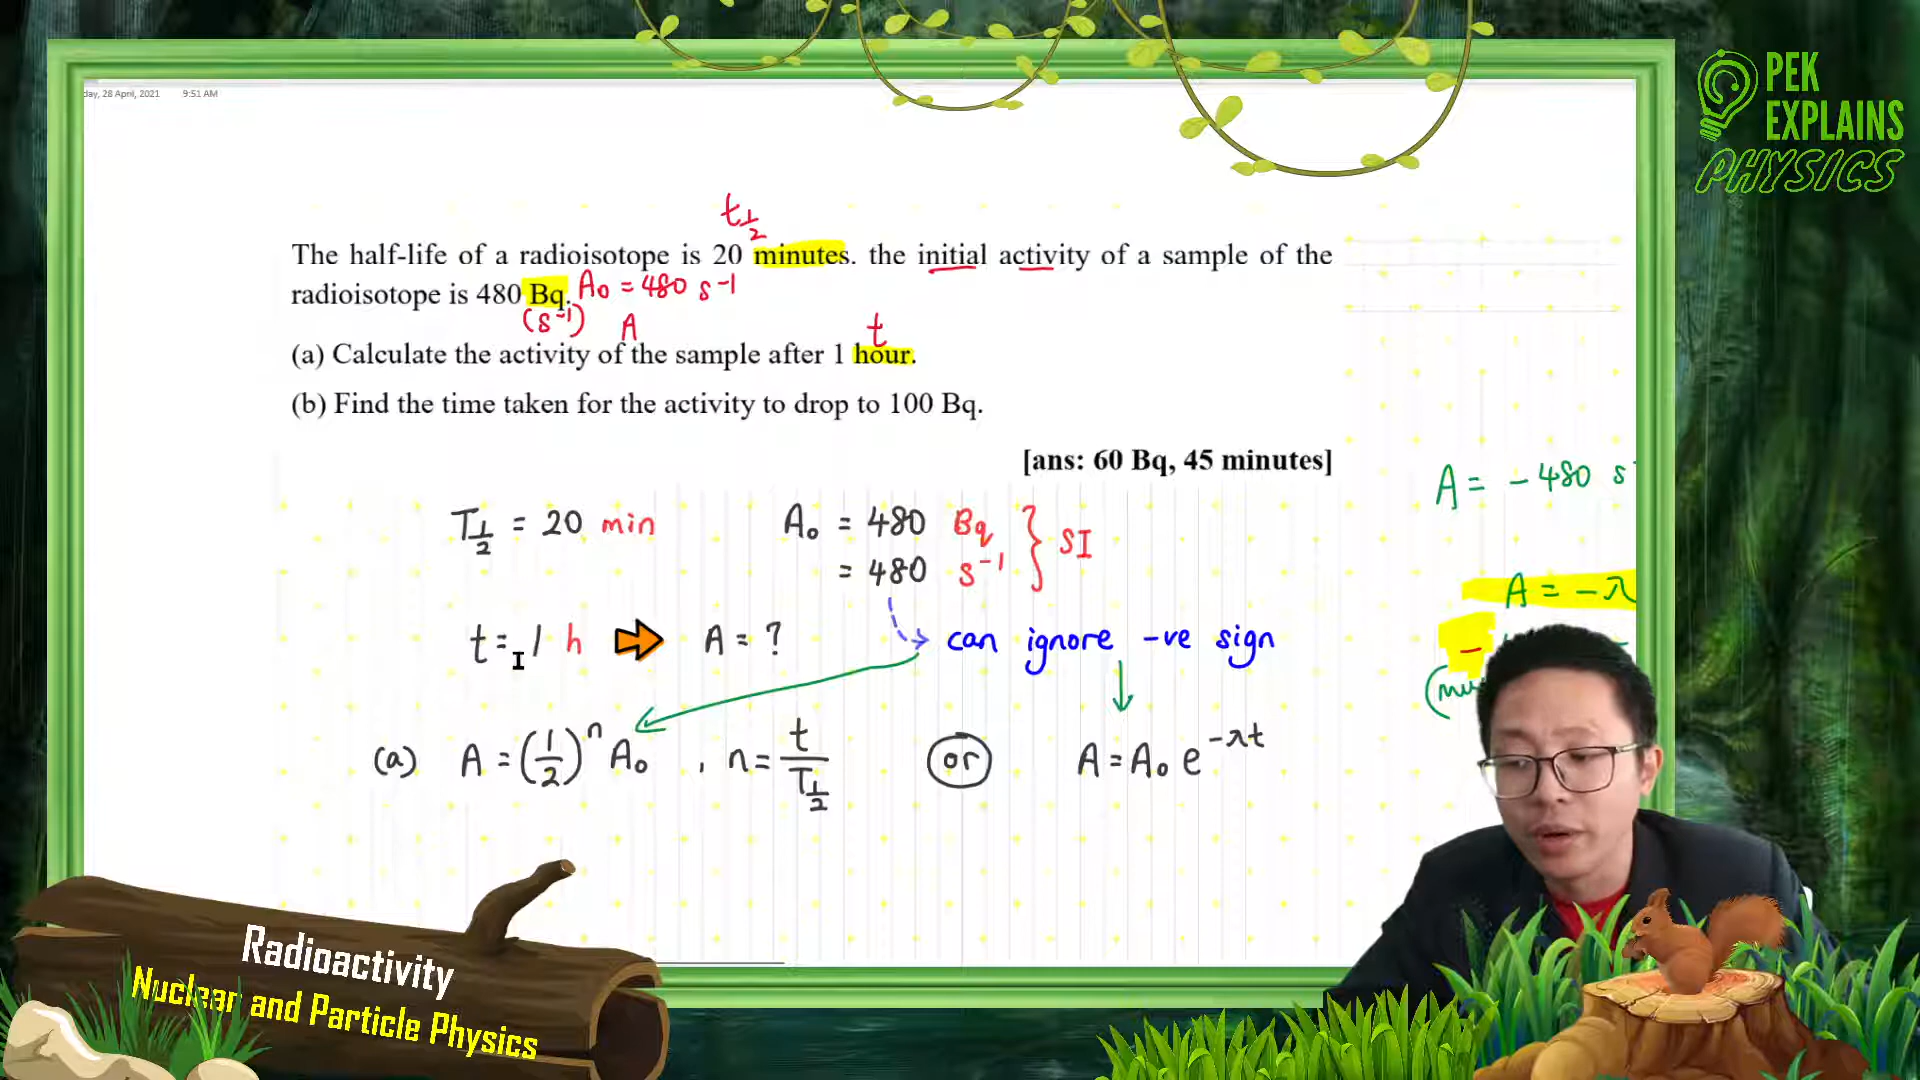 day, 28 April, 2021 9:51 AM
PEK
EXPLAINS
PHYSICS
t½
The half-life of a radioisotope is 20 minutes. the initial activity of a sample of the
radioisotope is 480 Bq. A₀ = 480 s⁻¹
(s⁻¹) A t
(a) Calculate the activity of the sample after 1 hour.
(b) Find the time taken for the activity to drop to 100 Bq.
[ans: 60 Bq, 45 minutes]
A = - 480 s
T½ = 20 min A₀ = 480 Bq } SI
= 480 s⁻¹
A = - λ
t = 1 h A = ? can ignore -ve sign
-
(a) A = (1/2)ⁿ A₀ , n = t/T½ or A = A₀ e^-λt
Radioactivity
Nuclear and Particle Physics